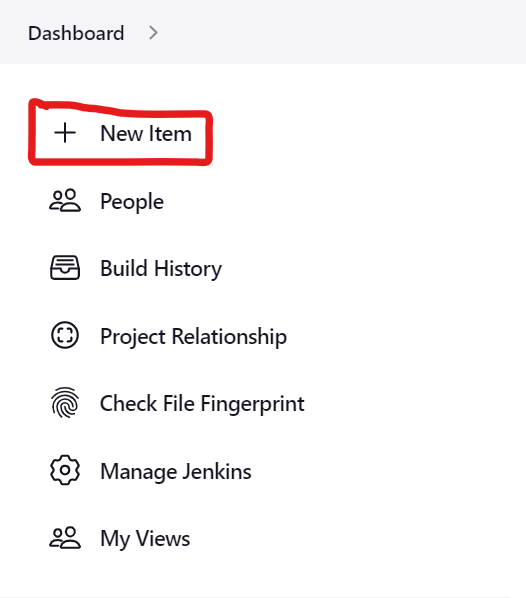 Dashboard
New Item
People
Build History
Project Relationship
Check File Fingerprint
Manage Jenkins
My Views